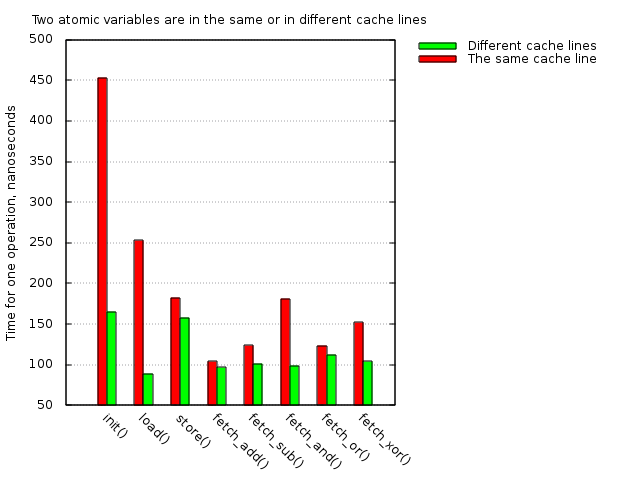 Two atomic variables are in the same or in different cache lines
Different cache lines
The same cache line
Time for one operation, nanoseconds
500
450
400
350
300
250
200
150
100
50
init()
load()
store()
fetch_add()
fetch_sub()
fetch_and()
fetch_or()
fetch_xor()